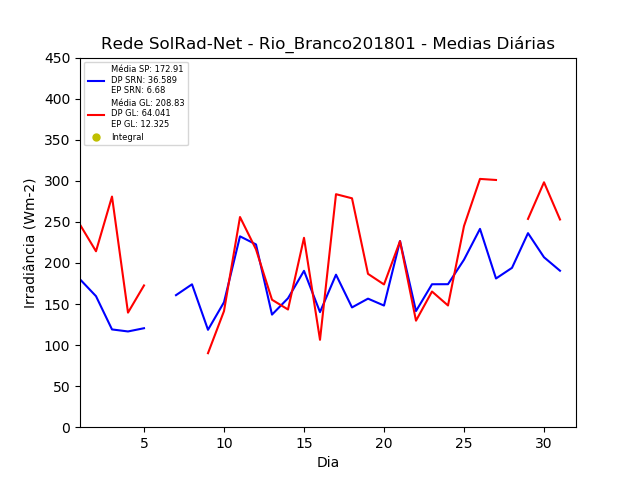 Rede SolRad-Net - Rio_Branco201801 - Medias Diárias
450
400
350
300
250
200
150
100
50
0
Irradiância (Wm-2)
Média SP: 172.91
DP SRN: 36.589
EP SRN: 6.68
Média GL: 208.83
DP GL: 64.041
EP GL: 12.325
Integral
5
10
15
20
25
30
Dia